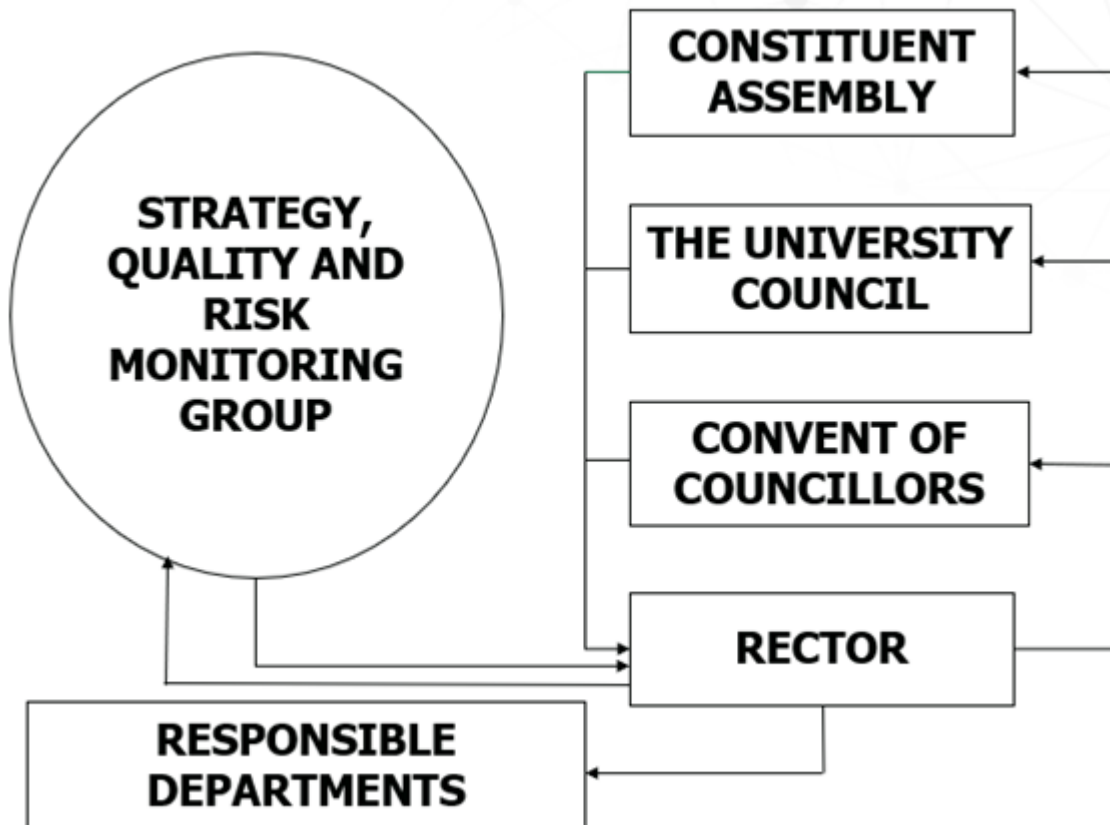 CONSTITUENT
ASSEMBLY
STRATEGY,
QUALITY AND
RISK
MONITORING
GROUP
THE UNIVERSITY
COUNCIL
CONVENT OF
COUNCILLORS
RECTOR
RESPONSIBLE
DEPARTMENTS